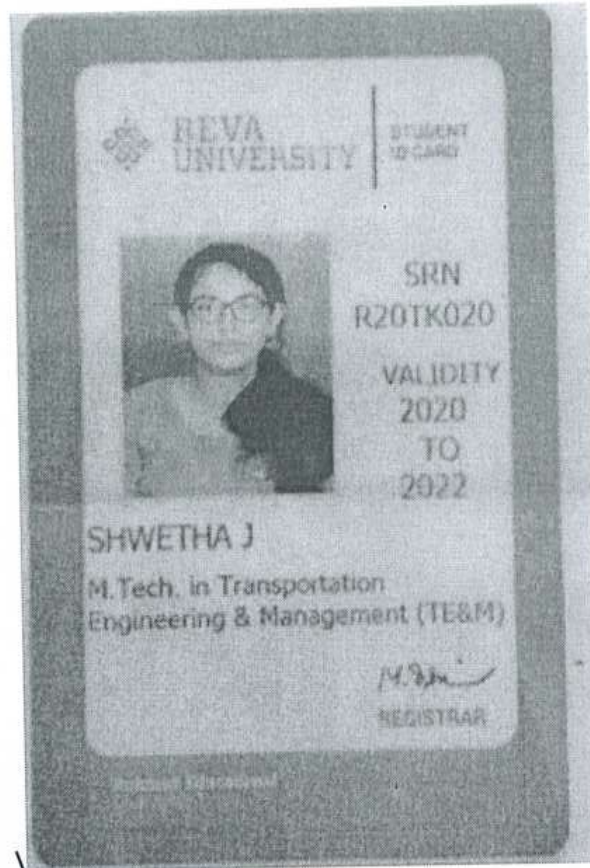 REVA
UNIVERSITY
STUDENT
ID CARD
SRN
R20TK020
VALIDITY
2020
TO
2022
SHWETHA J
M.Tech. in Transportation
Engineering & Management (TE&M)
REGISTRAR